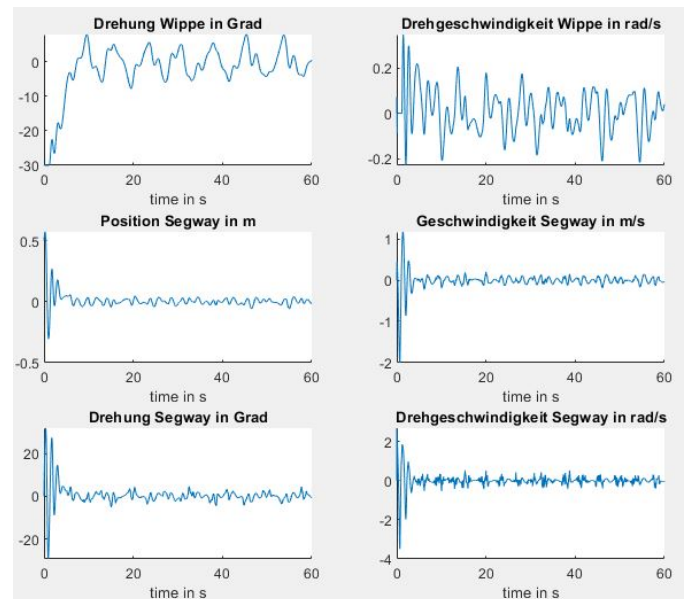 Drehung Wippe in Grad
0
-10
-20
-30
0 20 40 60
time in s
Drehgeschwindigkeit Wippe in rad/s
0.2
0
-0.2
0 20 40 60
time in s
Position Segway in m
0.5
0
-0.5
0 20 40 60
time in s
Geschwindigkeit Segway in m/s
1
0
-1
-2
0 20 40 60
time in s
Drehung Segway in Grad
20
0
-20
0 20 40 60
time in s
Drehgeschwindigkeit Segway in rad/s
2
0
-2
-4
0 20 40 60
time in s